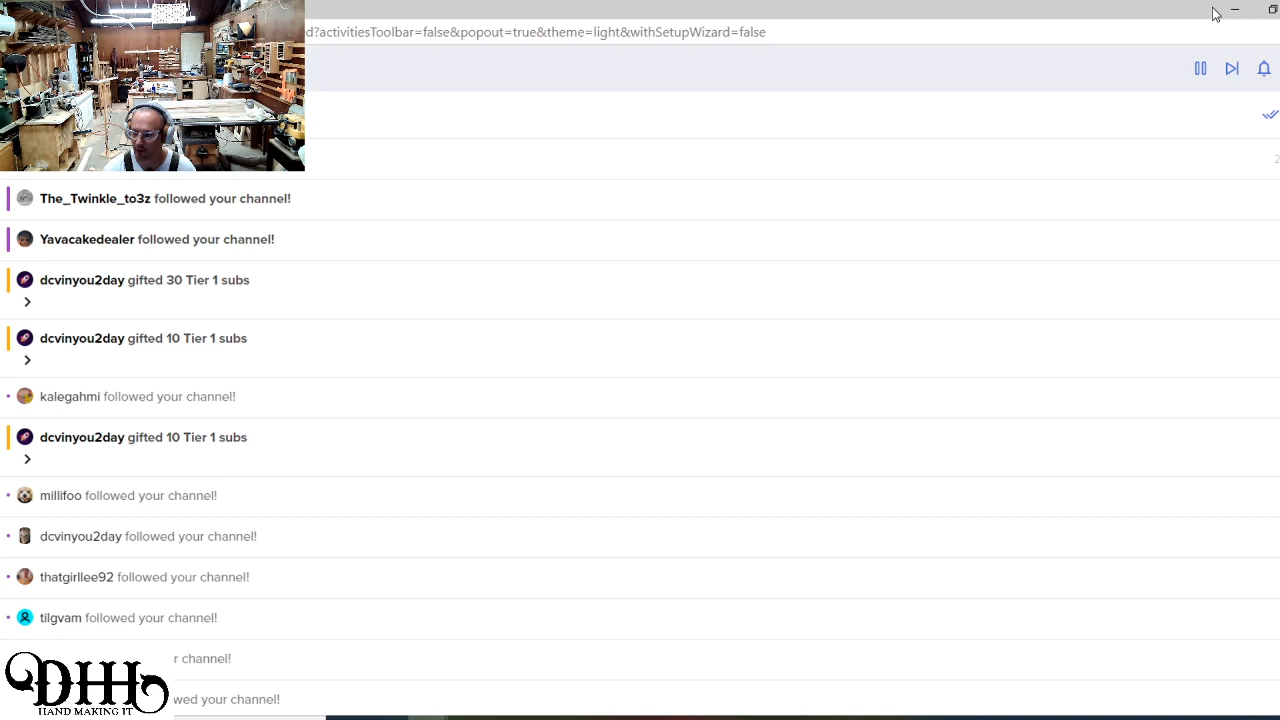 d?activitiesToolbar=false&popout=true&theme=light&withSetupWizard=false
2
The_Twinkle_to3z followed your channel!
Yavacakedealer followed your channel!
dcvinyou2day gifted 30 Tier 1 subs
dcvinyou2day gifted 10 Tier 1 subs
kalegahmi followed your channel!
dcvinyou2day gifted 10 Tier 1 subs
millifoo followed your channel!
dcvinyou2day followed your channel!
thatgirllee92 followed your channel!
tilgvam followed your channel!
r channel!
wed your channel!
DHH
HAND MAKING IT